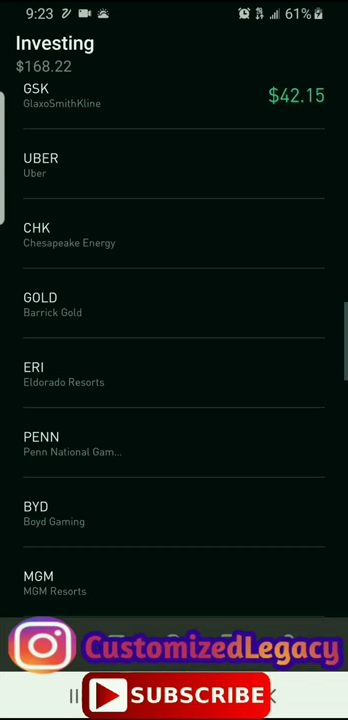 9:23 61%
Investing
$168.22
GSK $42.15
GlaxoSmithKline
UBER
Uber
CHK
Chesapeake Energy
GOLD
Barrick Gold
ERI
Eldorado Resorts
PENN
Penn National Gam...
BYD
Boyd Gaming
MGM
MGM Resorts
CustomizedLegacy
SUBSCRIBE